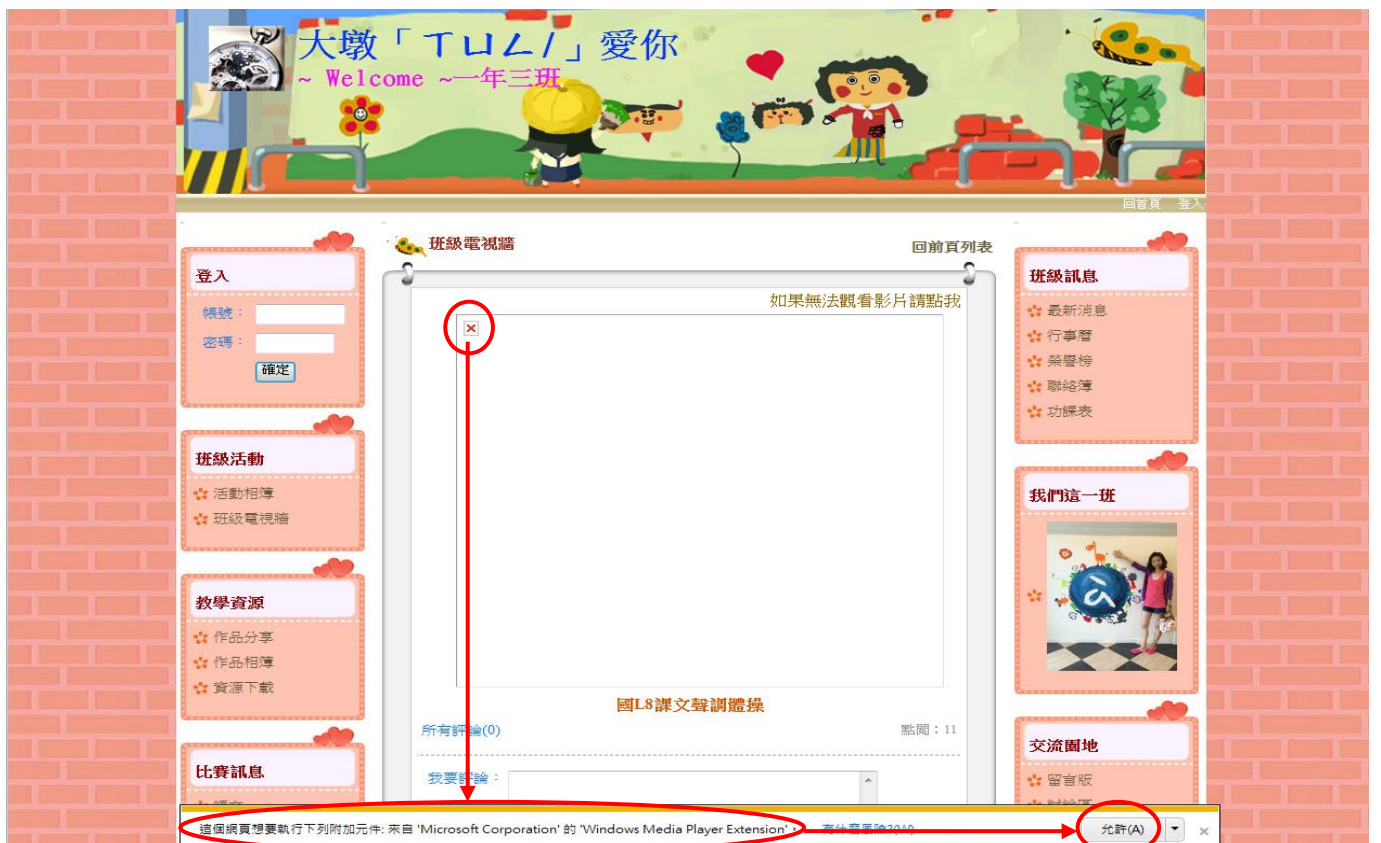 大墩「ㄒㄩㄥˊ」愛你
~ Welcome ~一年三班
回首頁 登入
登入
帳號：
密碼：
確定
班級活動
活動相簿
班級電視牆
教學資源
作品分享
作品相簿
資源下載
比賽訊息
班級電視牆
回前頁列表
如果無法觀看影片請點我
國L8課文聲調體操
所有評論(0)
點閱：11
我要評論：
班級訊息
最新消息
行事曆
榮譽榜
聯絡簿
功課表
我們這一班
交流園地
留言版
這個網頁想要執行下列附加元件: 來自 'Microsoft Corporation' 的 'Windows Media Player Extension'。
有什麼風險?(W)
允許(A)